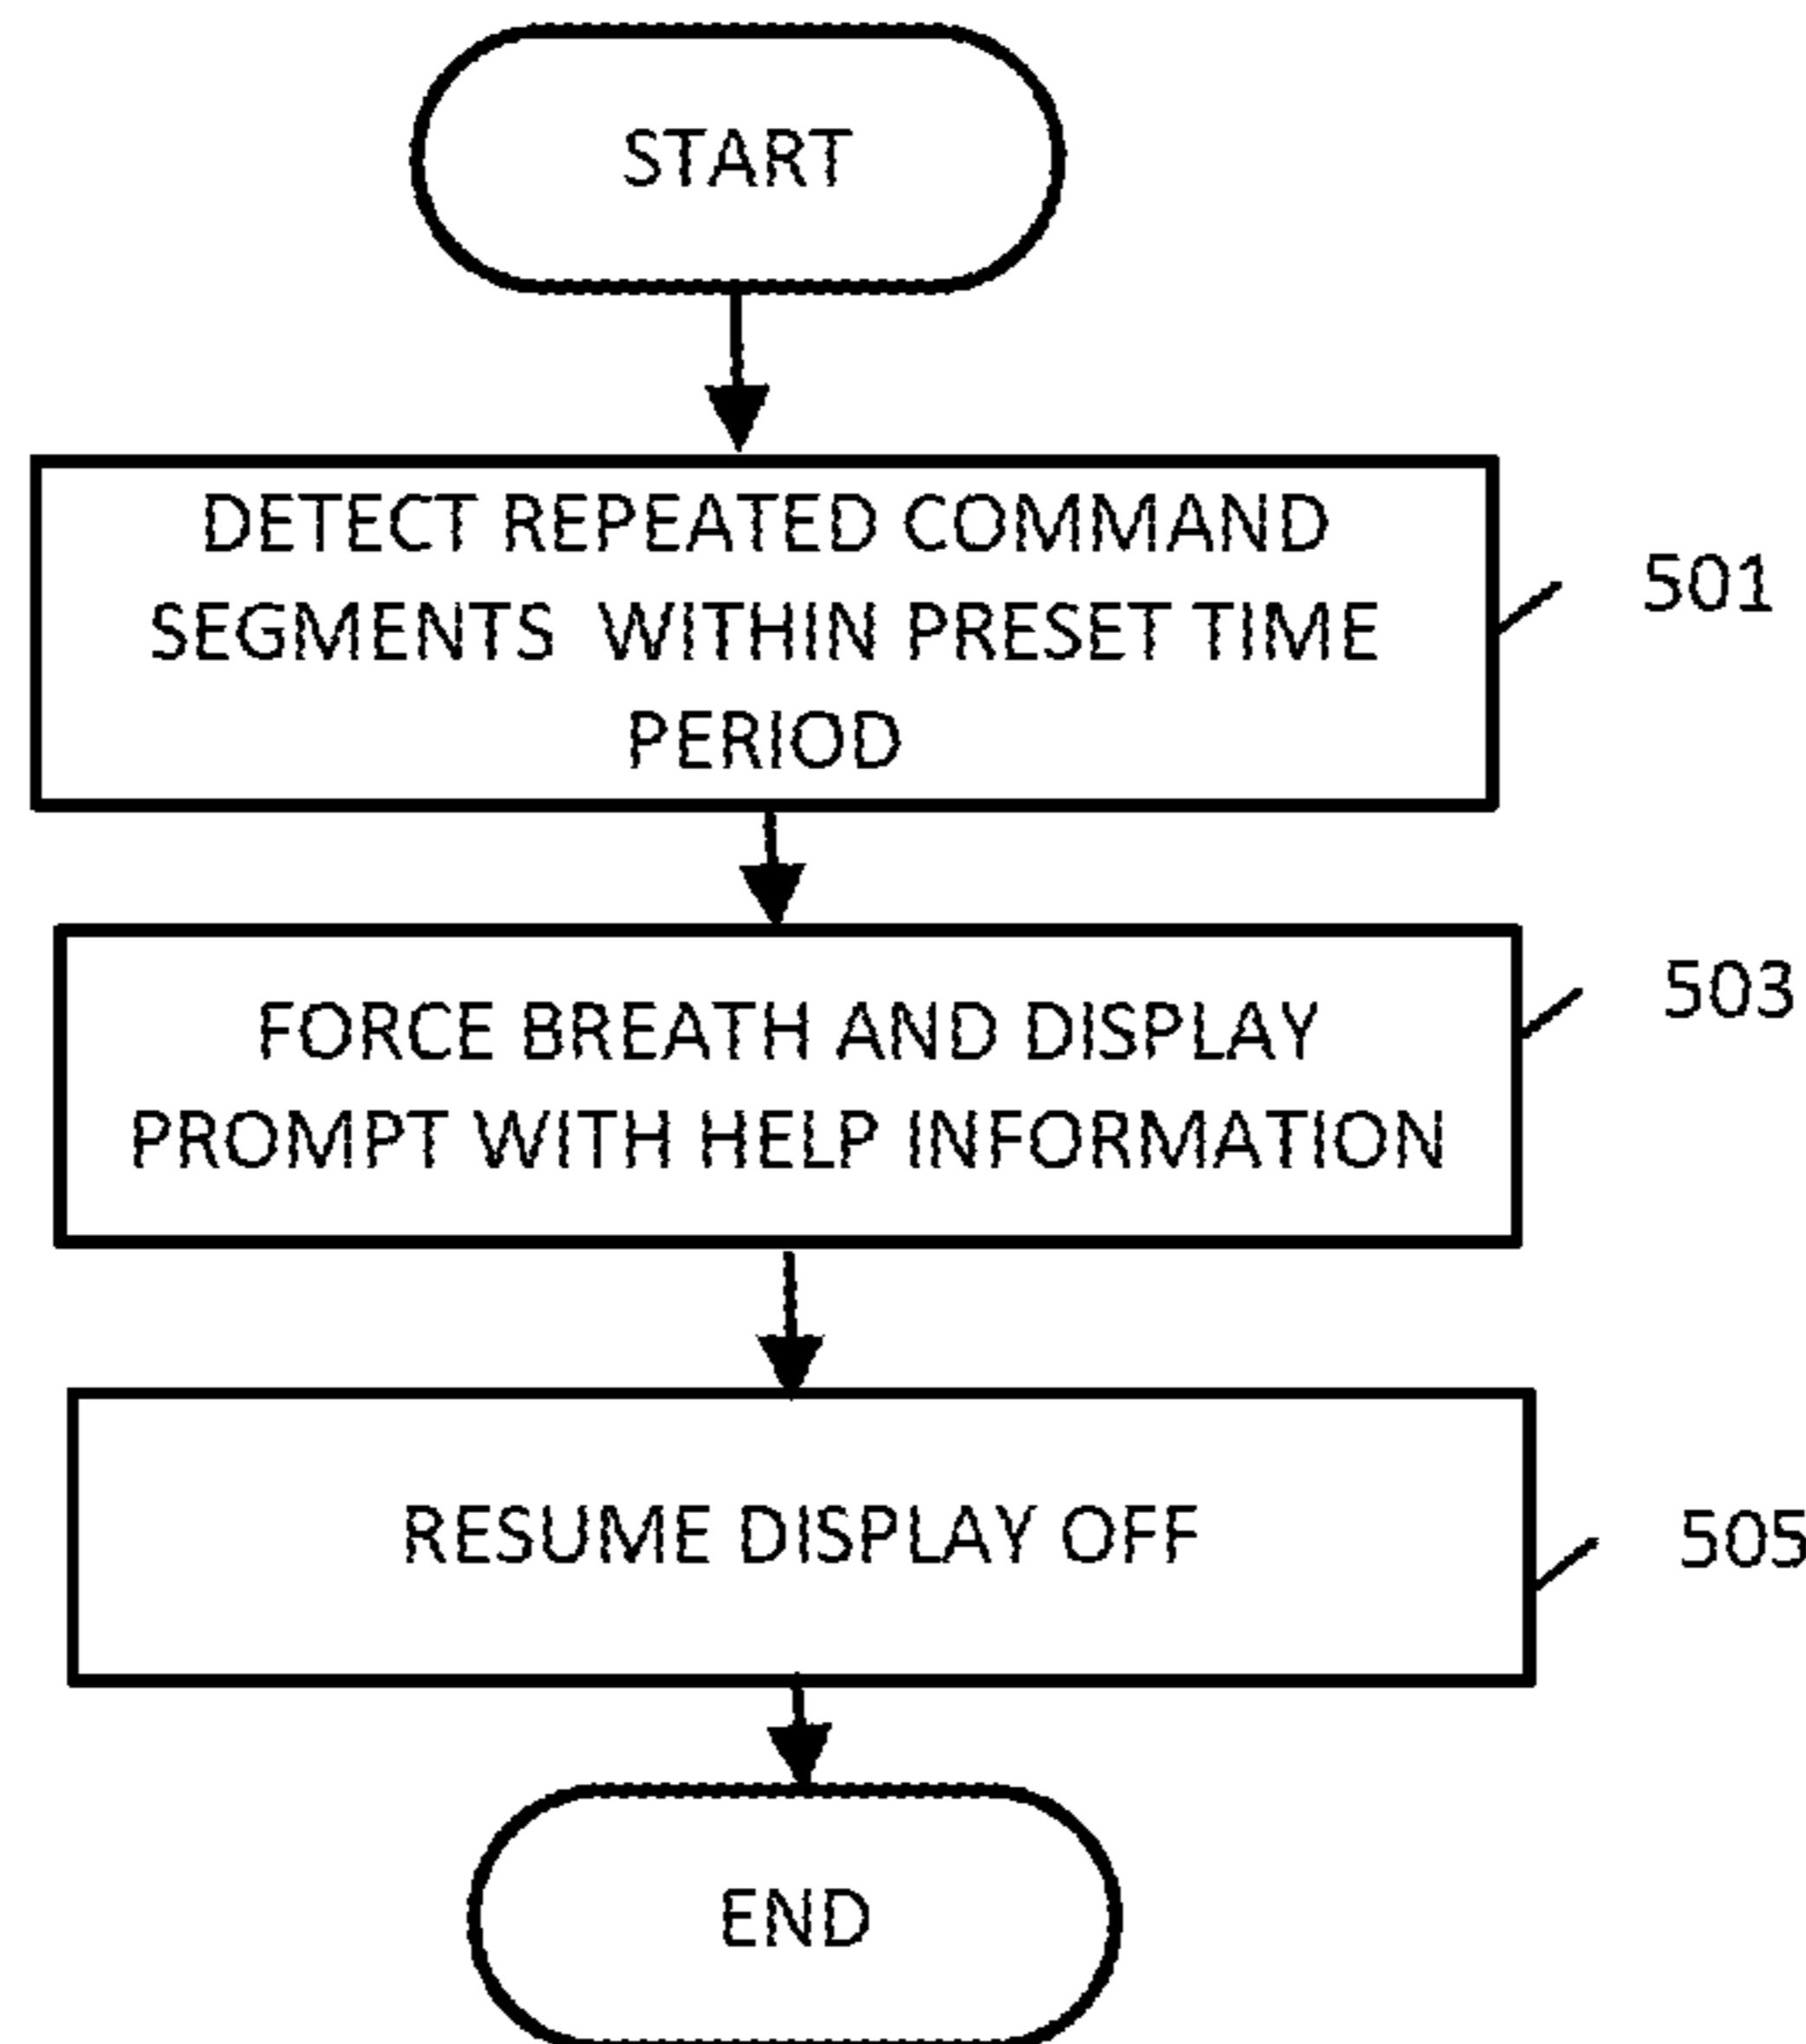 START
DETECT REPEATED COMMAND
SEGMENTS WITHIN PRESET TIME
PERIOD
501
FORCE BREATH AND DISPLAY
PROMPT WITH HELP INFORMATION
503
RESUME DISPLAY OFF
505
END